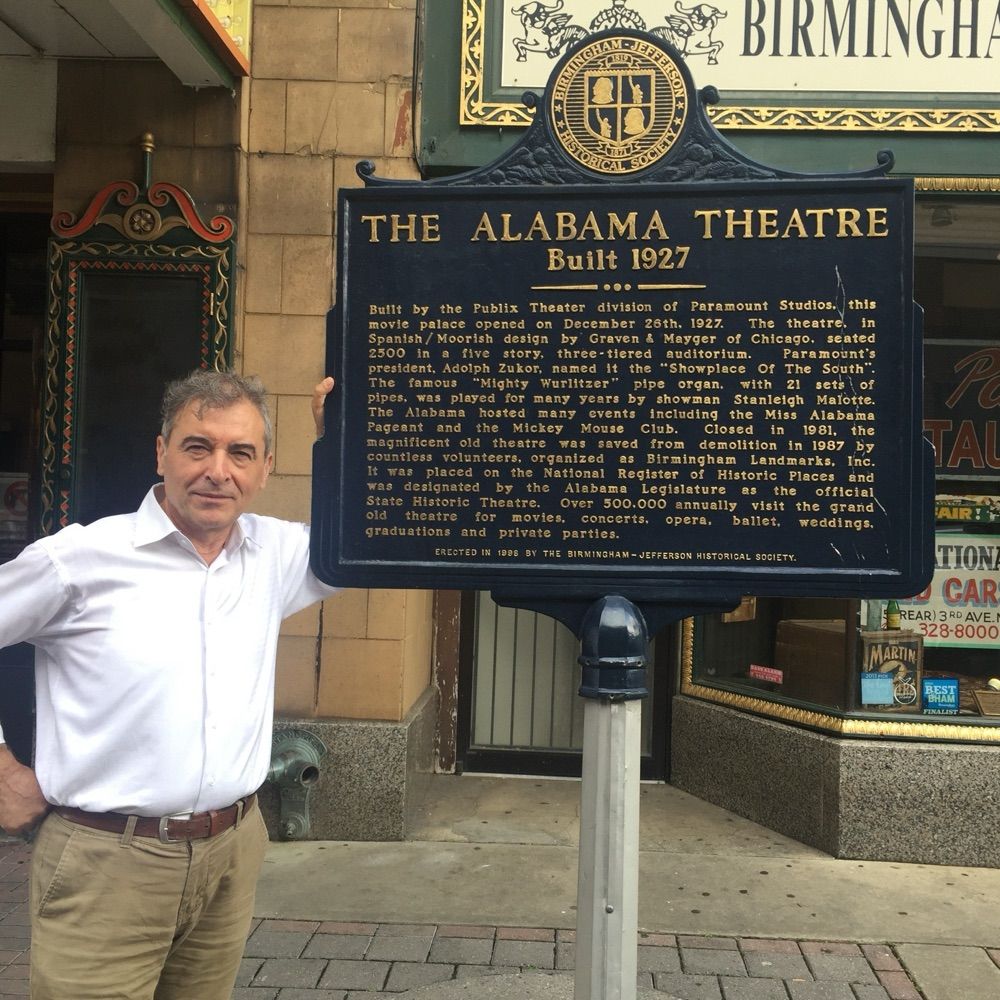 BIRMINGHA
BIRMINGHAM-JEFFERSON
1819
1871
HISTORICAL SOCIETY
THE ALABAMA THEATRE
Built 1927
Built by the Publix Theater division of Paramount Studios, this
movie palace opened on December 26th, 1927. The theatre, in
Spanish/Moorish design by Graven & Mayger of Chicago, seated
2500 in a five story, three-tiered auditorium. Paramount's
president, Adolph Zukor, named it the "Showplace Of The South".
The famous "Mighty Wurlitzer" pipe organ, with 21 sets of
pipes, was played for many years by showman Stanleigh Malotte.
The Alabama hosted many events including the Miss Alabama
Pageant and the Mickey Mouse Club. Closed in 1981, the
magnificent old theatre was saved from demolition in 1987 by
countless volunteers, organized as Birmingham Landmarks, Inc.
It was placed on the National Register of Historic Places and
was designated by the Alabama Legislature as the official
State Historic Theatre. Over 500,000 annually visit the grand
old theatre for movies, concerts, opera, ballet, weddings,
graduations and private parties.
ERECTED IN 1998 BY THE BIRMINGHAM-JEFFERSON HISTORICAL SOCIETY.
TAU
FAIR!
ATIONA
D CAR
REAR) 3RD AVE. N
328-8000
MARTIN
BEST
BHAM
FINALIST